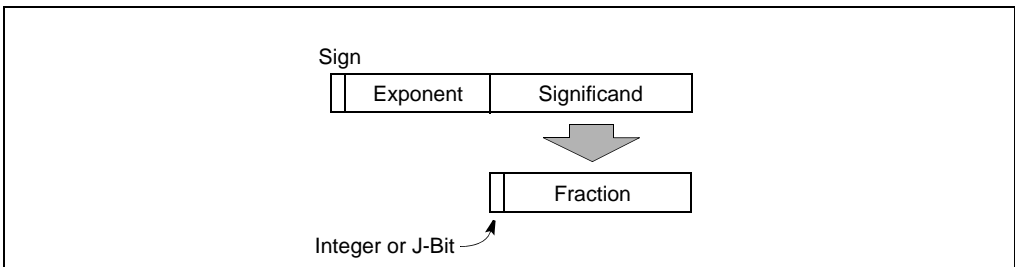 Sign
Exponent Significand
Fraction
Integer or J-Bit